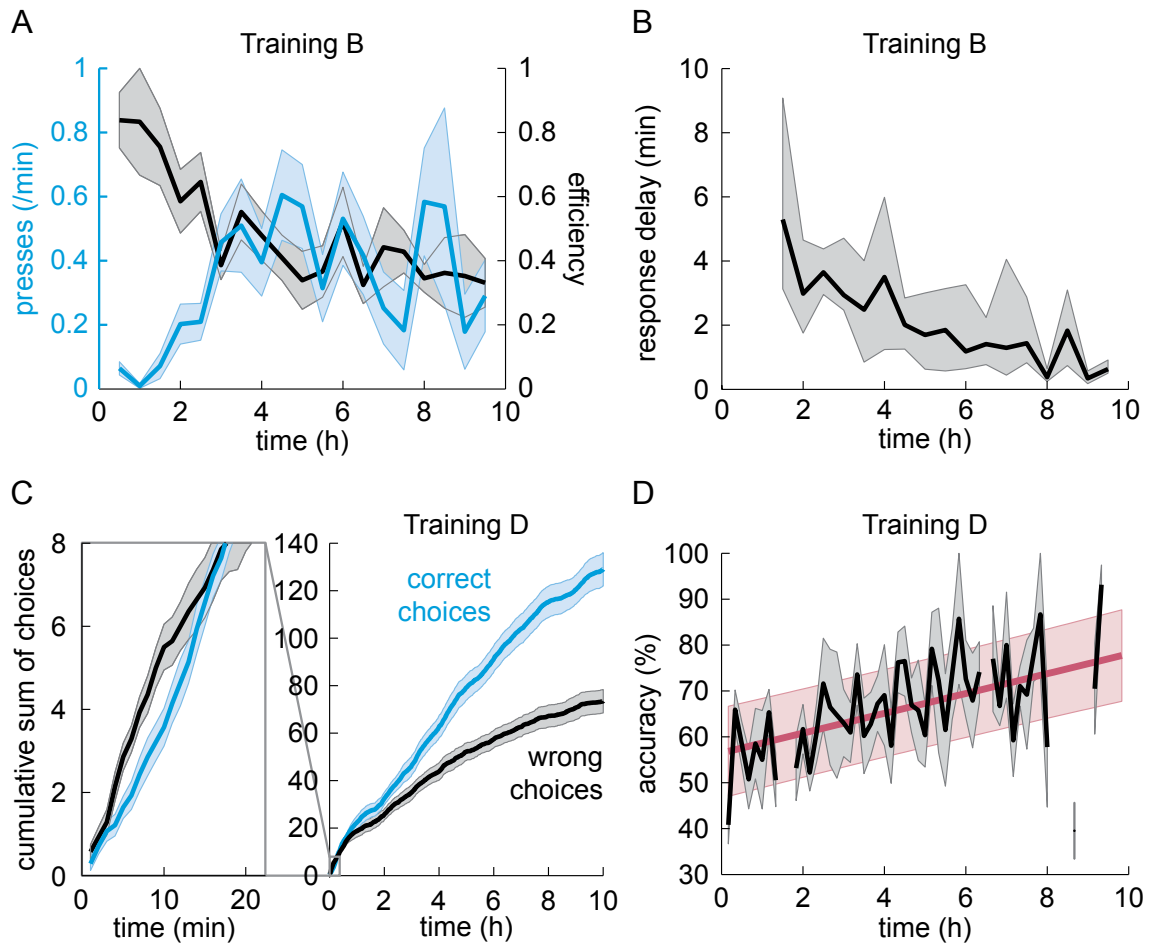 A
Training B
1
0.8
0.6
0.4
0.2
0
presses (/min)
1
0.8
0.6
0.4
0.2
0
efficiency
0 2 4 6 8 10
time (h)
B
Training B
10
8
6
4
2
0
response delay (min)
0 2 4 6 8 10
time (h)
C
8
6
4
2
0
cumulative sum of choices
0 10 20
time (min)
Training D
140
120
100
80
60
40
20
0
correct
choices
wrong
choices
0 2 4 6 8 10
time (h)
D
Training D
100
90
80
70
60
50
40
30
accuracy (%)
0 2 4 6 8 10
time (h)